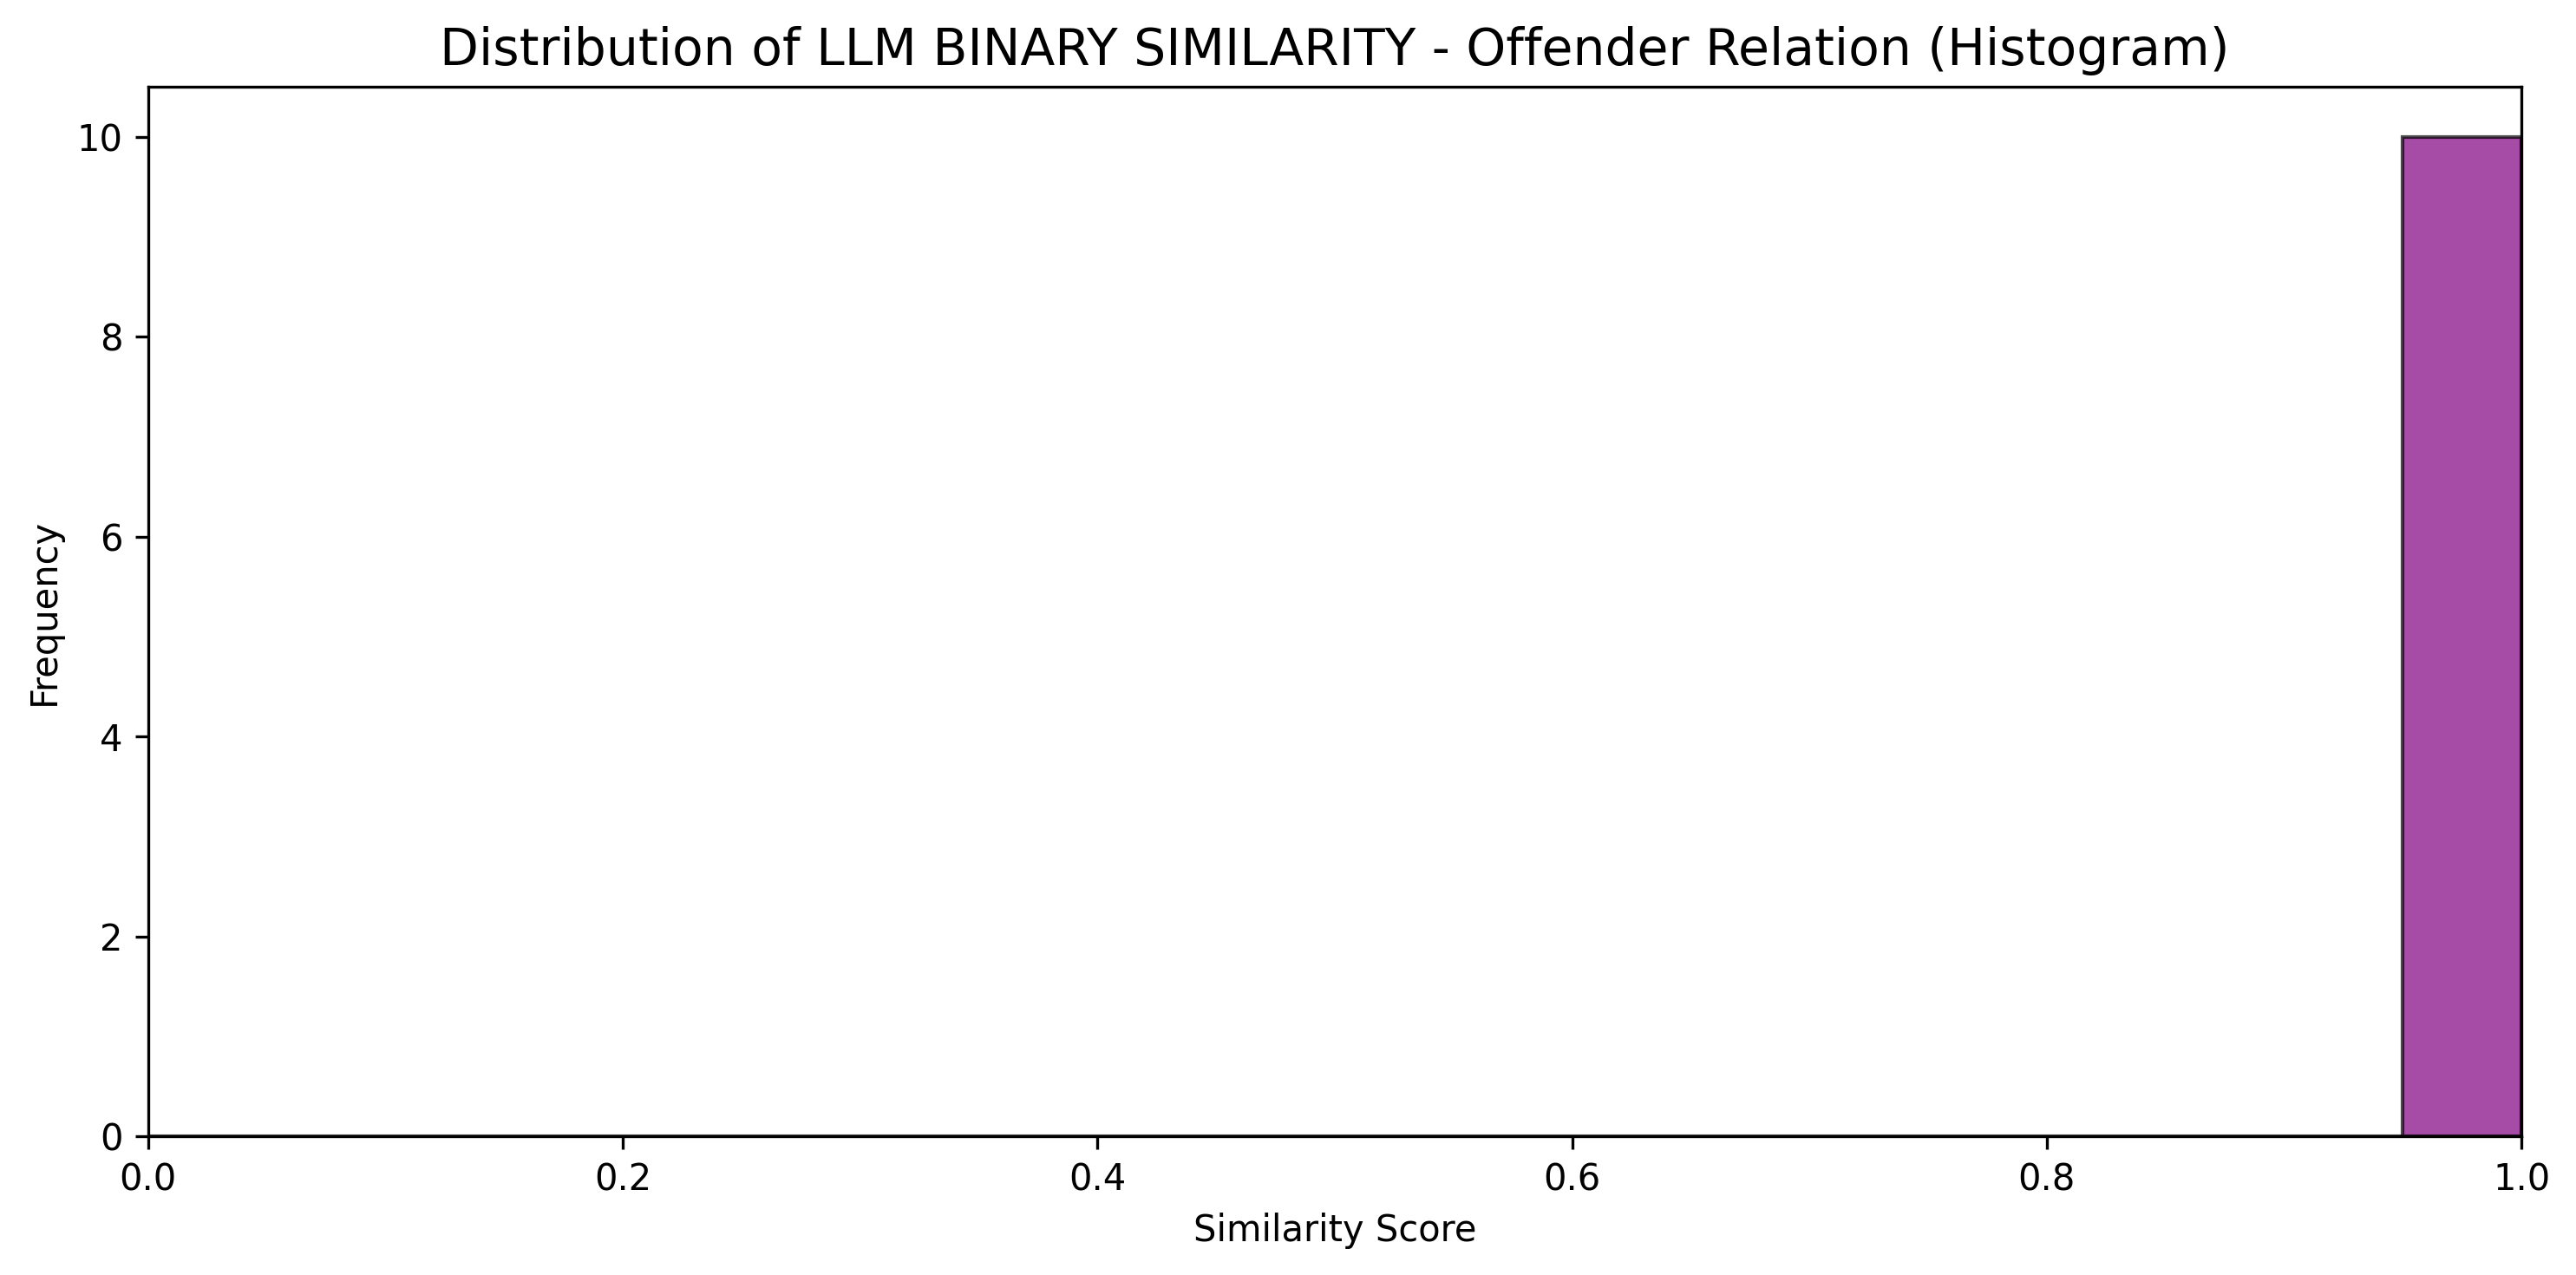 Distribution of LLM BINARY SIMILARITY - Offender Relation (Histogram)
10
8
6
4
2
0
Frequency
0.0 0.2 0.4 0.6 0.8 1.0
Similarity Score